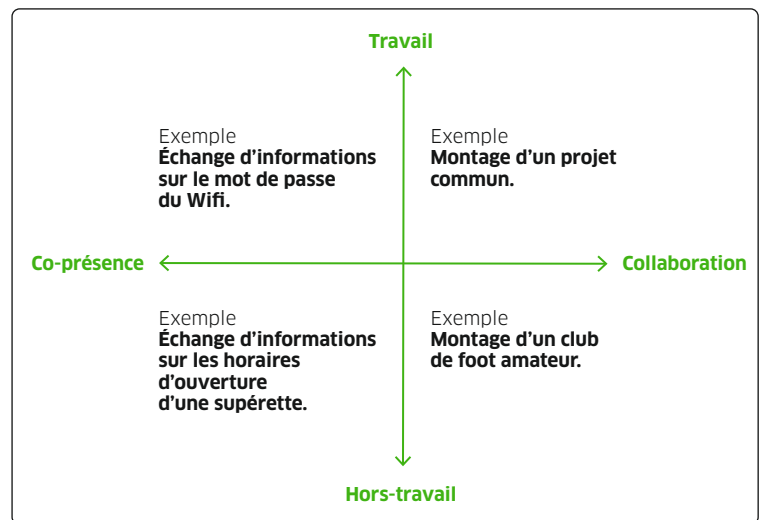 Travail
Exemple
Échange d'informations
sur le mot de passe
du Wifi.
Exemple
Montage d'un projet
commun.
Co-présence
Collaboration
Exemple
Échange d'informations
sur les horaires
d'ouverture
d'une supérette.
Exemple
Montage d'un club
de foot amateur.
Hors-travail